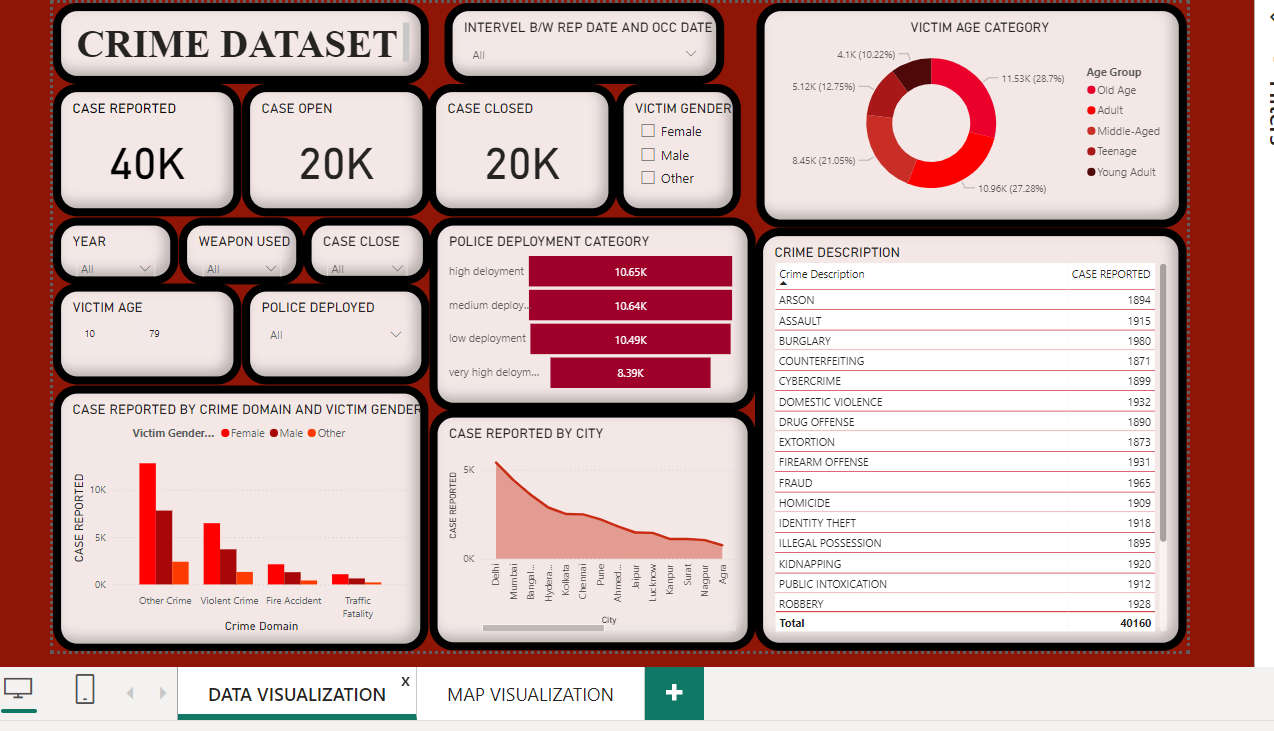 CRIME DATASET
INTERVEL B/W REP DATE AND OCC DATE
All
CASE REPORTED
40K
CASE OPEN
20K
CASE CLOSED
20K
VICTIM GENDER
Female
Male
Other
VICTIM AGE CATEGORY
4.1K (10.22%)
11.53K (28.7%)
5.12K (12.75%)
8.45K (21.05%)
10.96K (27.28%)
Age Group
Old Age
Adult
Middle-Aged
Teenage
Young Adult
YEAR
All
WEAPON USED
All
CASE CLOSE
All
VICTIM AGE
10 79
POLICE DEPLOYED
All
POLICE DEPLOYMENT CATEGORY
high deloyment 10.65K
medium deploy... 10.64K
low deployment 10.49K
very high deloym... 8.39K
CRIME DESCRIPTION
Crime Description CASE REPORTED
ARSON 1894
ASSAULT 1915
BURGLARY 1980
COUNTERFEITING 1871
CYBERCRIME 1899
DOMESTIC VIOLENCE 1932
DRUG OFFENSE 1890
EXTORTION 1873
FIREARM OFFENSE 1931
FRAUD 1965
HOMICIDE 1909
IDENTITY THEFT 1918
ILLEGAL POSSESSION 1895
KIDNAPPING 1920
PUBLIC INTOXICATION 1912
ROBBERY 1928
Total 40160
CASE REPORTED BY CRIME DOMAIN AND VICTIM GENDER
Victim Gender... Female Male Other
CASE REPORTED
10K
5K
0K
Other Crime Violent Crime Fire Accident Traffic
Fatality
Crime Domain
CASE REPORTED BY CITY
CASE REPORTED
5K
0K
Delhi
Mumbai
Bangal...
Hydera...
Kolkata
Chennai
Pune
Ahmed...
Jaipur
Lucknow
Kanpur
Surat
Nagpur
Agra
City
Filters
DATA VISUALIZATION X
MAP VISUALIZATION
+